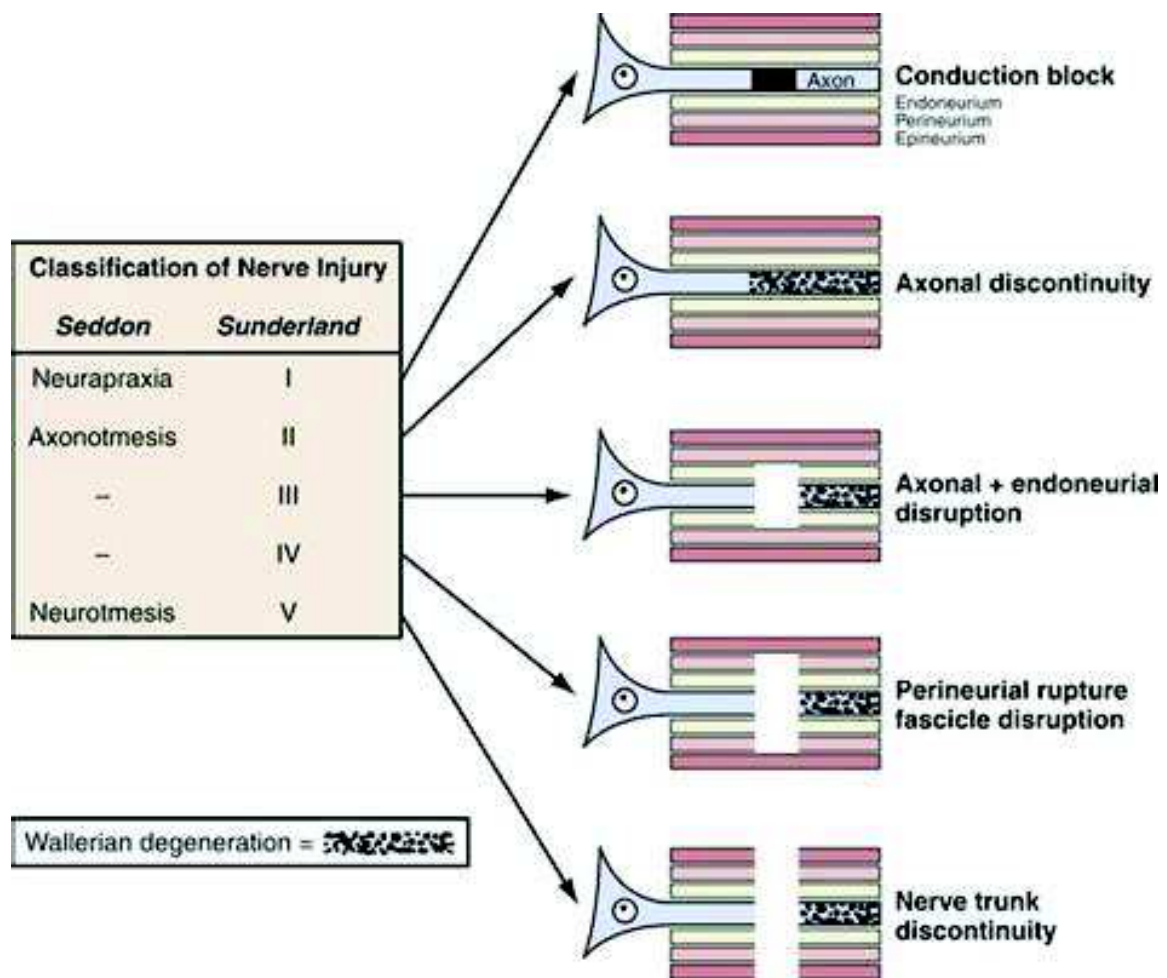 Axon
Conduction block
Endoneurium
Perineurium
Epineurium
Classification of Nerve Injury
Seddon Sunderland
Neurapraxia I
Axonotmesis II
– III
– IV
Neurotmesis V
Axonal discontinuity
Axonal + endoneurial
disruption
Perineurial rupture
fascicle disruption
Wallerian degeneration =
Nerve trunk
discontinuity